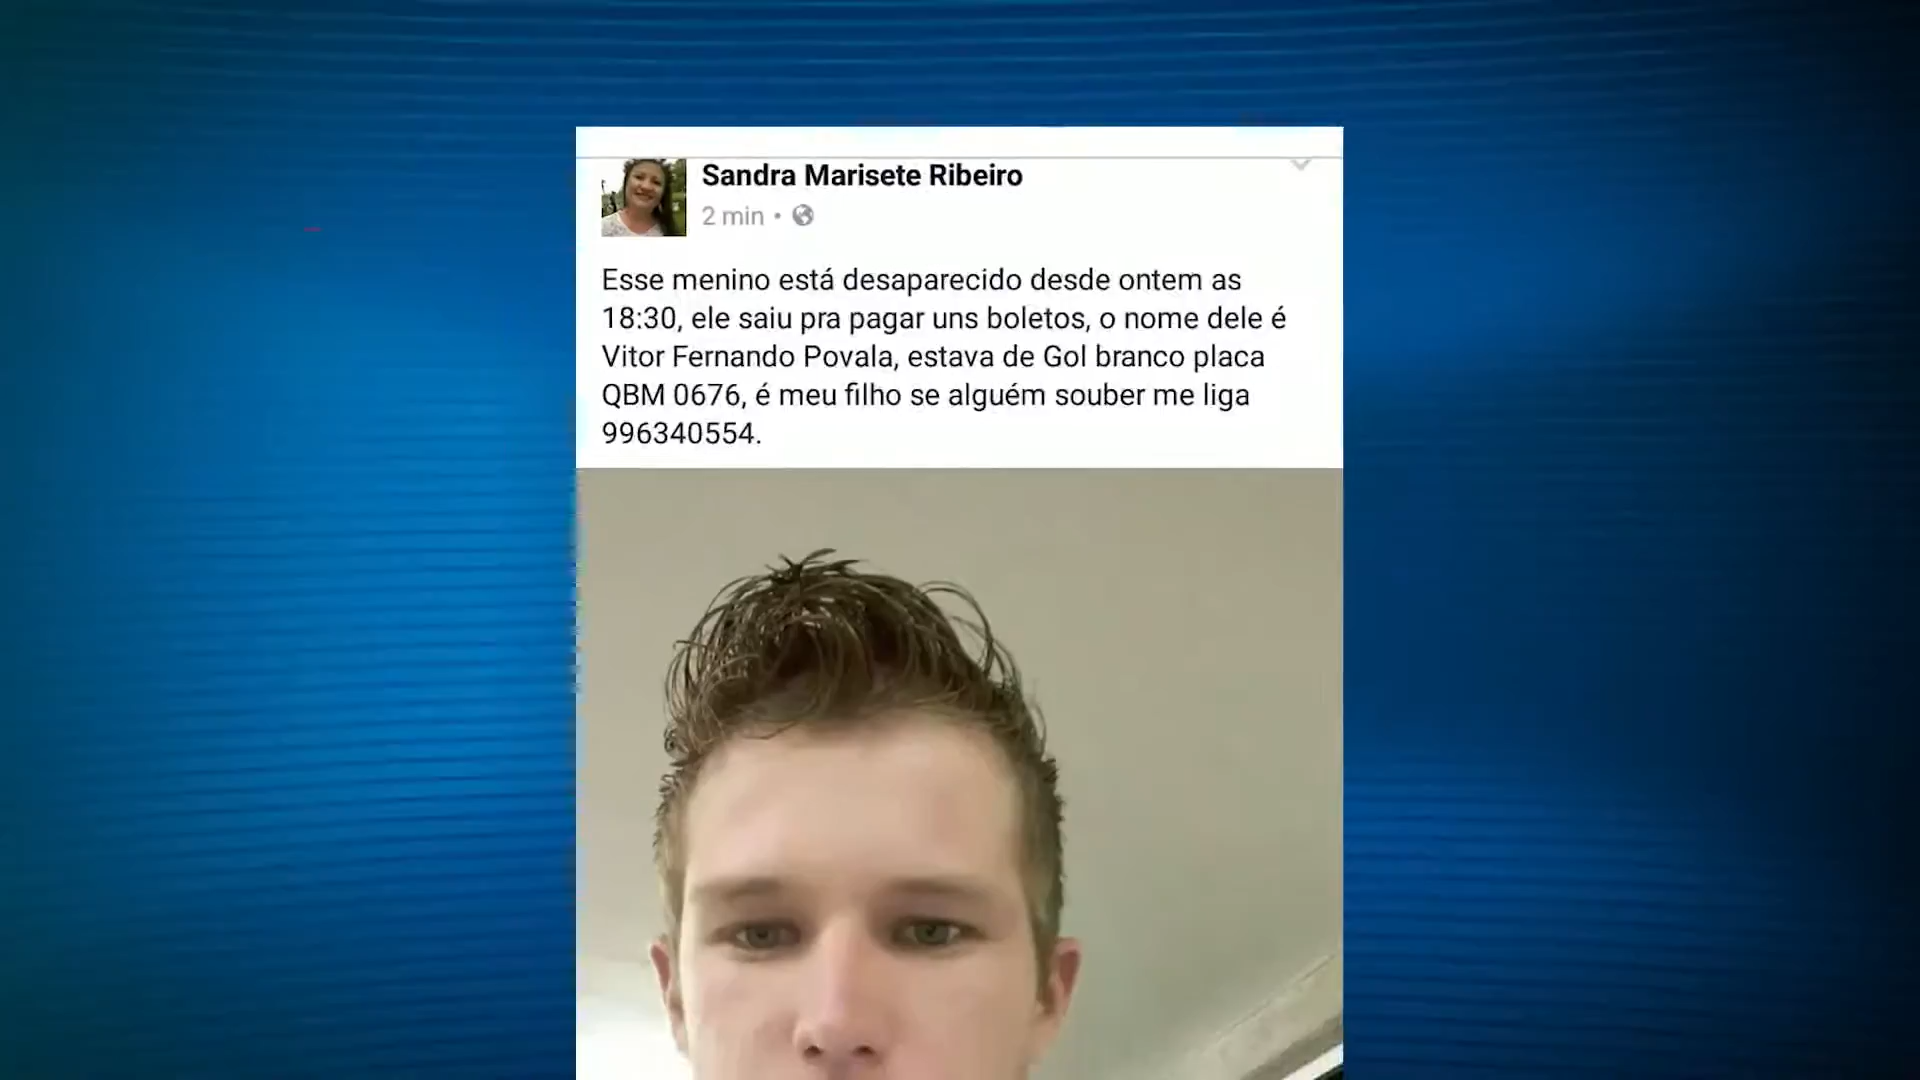 Sandra Marisete Ribeiro
2 min •
Esse menino está desaparecido desde ontem as
18:30, ele saiu pra pagar uns boletos, o nome dele é
Vitor Fernando Povala, estava de Gol branco placa
QBM 0676, é meu filho se alguém souber me liga
996340554.